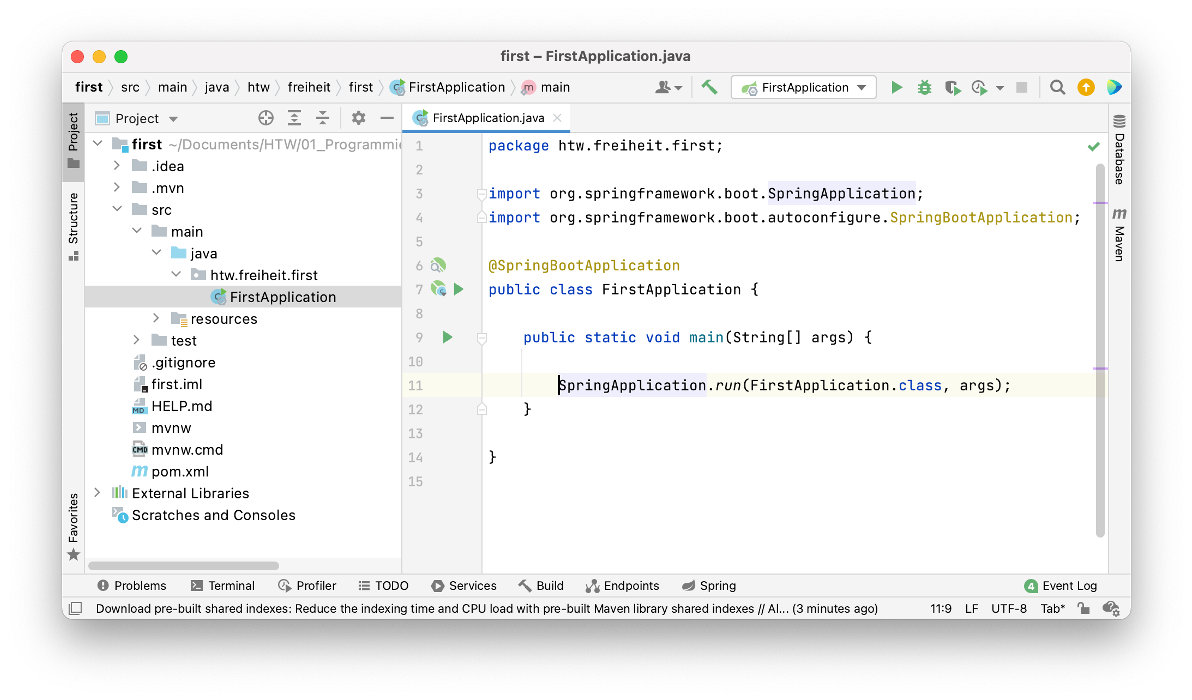 first – FirstApplication.java
first src main java htw freiheit first FirstApplication m main FirstApplication
Project
Project
Structure
Favorites
first ~/Documents/HTW/01_Programmie
.idea
.mvn
src
main
java
htw.freiheit.first
FirstApplication
resources
test
.gitignore
first.iml
HELP.md
mvnw
mvnw.cmd
pom.xml
External Libraries
Scratches and Consoles
FirstApplication.java
1 package htw.freiheit.first;
2
3 import org.springframework.boot.SpringApplication;
4 import org.springframework.boot.autoconfigure.SpringBootApplication;
5
6 @SpringBootApplication
7 public class FirstApplication {
8
9 public static void main(String[] args) {
10
11 SpringApplication.run(FirstApplication.class, args);
12 }
13
14 }
15
Database
m Maven
Problems Terminal Profiler TODO Services Build Endpoints Spring 4 Event Log
Download pre-built shared indexes: Reduce the indexing time and CPU load with pre-built Maven library shared indexes // Al... (3 minutes ago) 11:9 LF UTF-8 Tab*